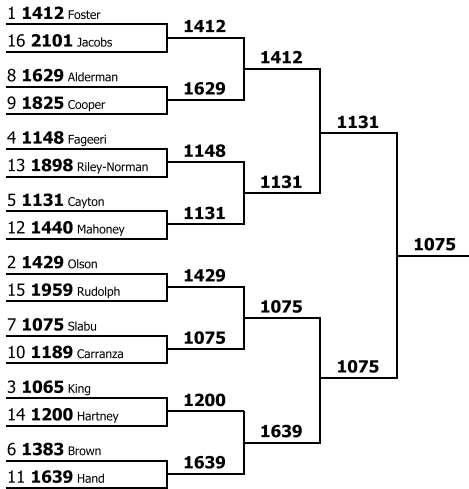 1 1412 Foster
16 2101 Jacobs
8 1629 Alderman
9 1825 Cooper
4 1148 Fageeri
13 1898 Riley-Norman
5 1131 Cayton
12 1440 Mahoney
2 1429 Olson
15 1959 Rudolph
7 1075 Slabu
10 1189 Carranza
3 1065 King
14 1200 Hartney
6 1383 Brown
11 1639 Hand
1412
1629
1148
1131
1429
1075
1200
1639
1412
1131
1075
1639
1131
1075
1075